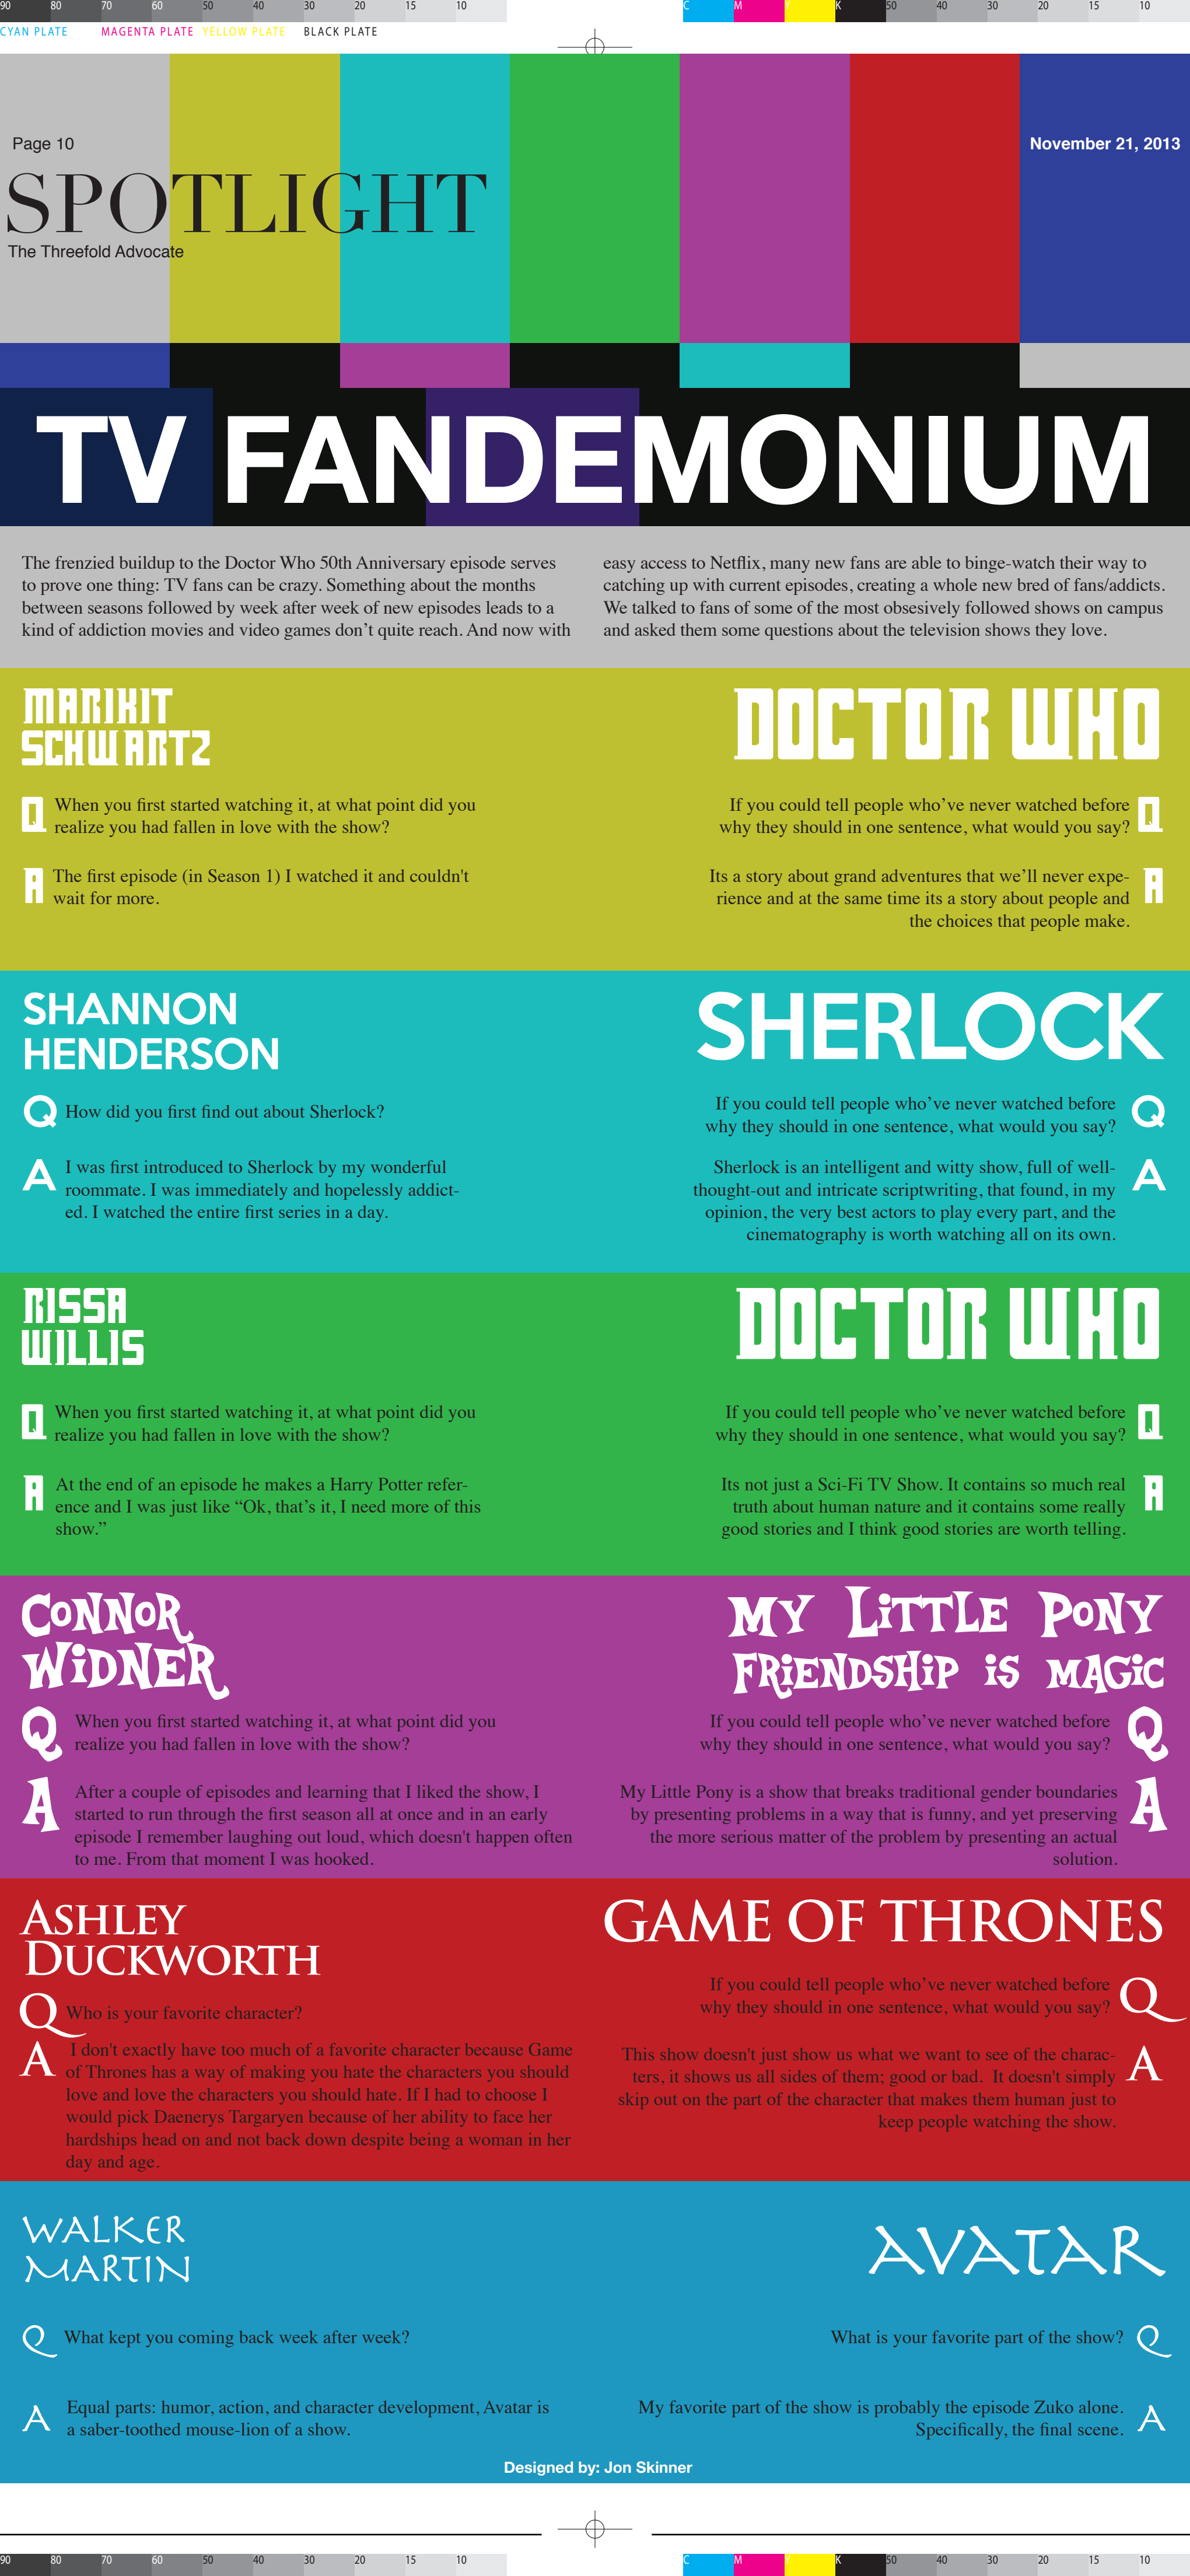 90 80 70 60 50 40 30 20 15 10 C M Y K 50 40 30 20 15 10
CYAN PLATE MAGENTA PLATE YELLOW PLATE BLACK PLATE
Page 10
November 21, 2013
SPOTLIGHT
The Threefold Advocate
TV FANDEMONIUM
The frenzied buildup to the Doctor Who 50th Anniversary episode serves
to prove one thing: TV fans can be crazy. Something about the months
between seasons followed by week after week of new episodes leads to a
kind of addiction movies and video games don’t quite reach. And now with
easy access to Netflix, many new fans are able to binge-watch their way to
catching up with current episodes, creating a whole new bred of fans/addicts.
We talked to fans of some of the most obsesively followed shows on campus
and asked them some questions about the television shows they love.
MARIKIT
SCHWARTZ
Q When you first started watching it, at what point did you
realize you had fallen in love with the show?
A The first episode (in Season 1) I watched it and couldn't
wait for more.
DOCTOR WHO
If you could tell people who’ve never watched before Q
why they should in one sentence, what would you say?
Its a story about grand adventures that we’ll never expe- A
rience and at the same time its a story about people and
the choices that people make.
SHANNON
HENDERSON
Q How did you first find out about Sherlock?
A I was first introduced to Sherlock by my wonderful
roommate. I was immediately and hopelessly addict-
ed. I watched the entire first series in a day.
SHERLOCK
If you could tell people who’ve never watched before Q
why they should in one sentence, what would you say?
Sherlock is an intelligent and witty show, full of well- A
thought-out and intricate scriptwriting, that found, in my
opinion, the very best actors to play every part, and the
cinematography is worth watching all on its own.
RISSA
WILLIS
Q When you first started watching it, at what point did you
realize you had fallen in love with the show?
A At the end of an episode he makes a Harry Potter refer-
ence and I was just like “Ok, that’s it, I need more of this
show.”
DOCTOR WHO
If you could tell people who’ve never watched before Q
why they should in one sentence, what would you say?
Its not just a Sci-Fi TV Show. It contains so much real A
truth about human nature and it contains some really
good stories and I think good stories are worth telling.
CONNOR
WIDNER
Q When you first started watching it, at what point did you
realize you had fallen in love with the show?
A After a couple of episodes and learning that I liked the show, I
started to run through the first season all at once and in an early
episode I remember laughing out loud, which doesn't happen often
to me. From that moment I was hooked.
MY LITTLE PONY
FRIENDSHIP IS MAGIC
If you could tell people who’ve never watched before Q
why they should in one sentence, what would you say?
My Little Pony is a show that breaks traditional gender boundaries A
by presenting problems in a way that is funny, and yet preserving
the more serious matter of the problem by presenting an actual
solution.
ASHLEY
DUCKWORTH
Q Who is your favorite character?
A I don't exactly have too much of a favorite character because Game
of Thrones has a way of making you hate the characters you should
love and love the characters you should hate. If I had to choose I
would pick Daenerys Targaryen because of her ability to face her
hardships head on and not back down despite being a woman in her
day and age.
GAME OF THRONES
If you could tell people who’ve never watched before Q
why they should in one sentence, what would you say?
This show doesn't just show us what we want to see of the charac- A
ters, it shows us all sides of them; good or bad. It doesn't simply
skip out on the part of the character that makes them human just to
keep people watching the show.
WALKER
MARTIN
Q What kept you coming back week after week?
A Equal parts: humor, action, and character development, Avatar is
a saber-toothed mouse-lion of a show.
AVATAR
What is your favorite part of the show? Q
My favorite part of the show is probably the episode Zuko alone. A
Specifically, the final scene.
Designed by: Jon Skinner
90 80 70 60 50 40 30 20 15 10 C M Y K 50 40 30 20 15 10